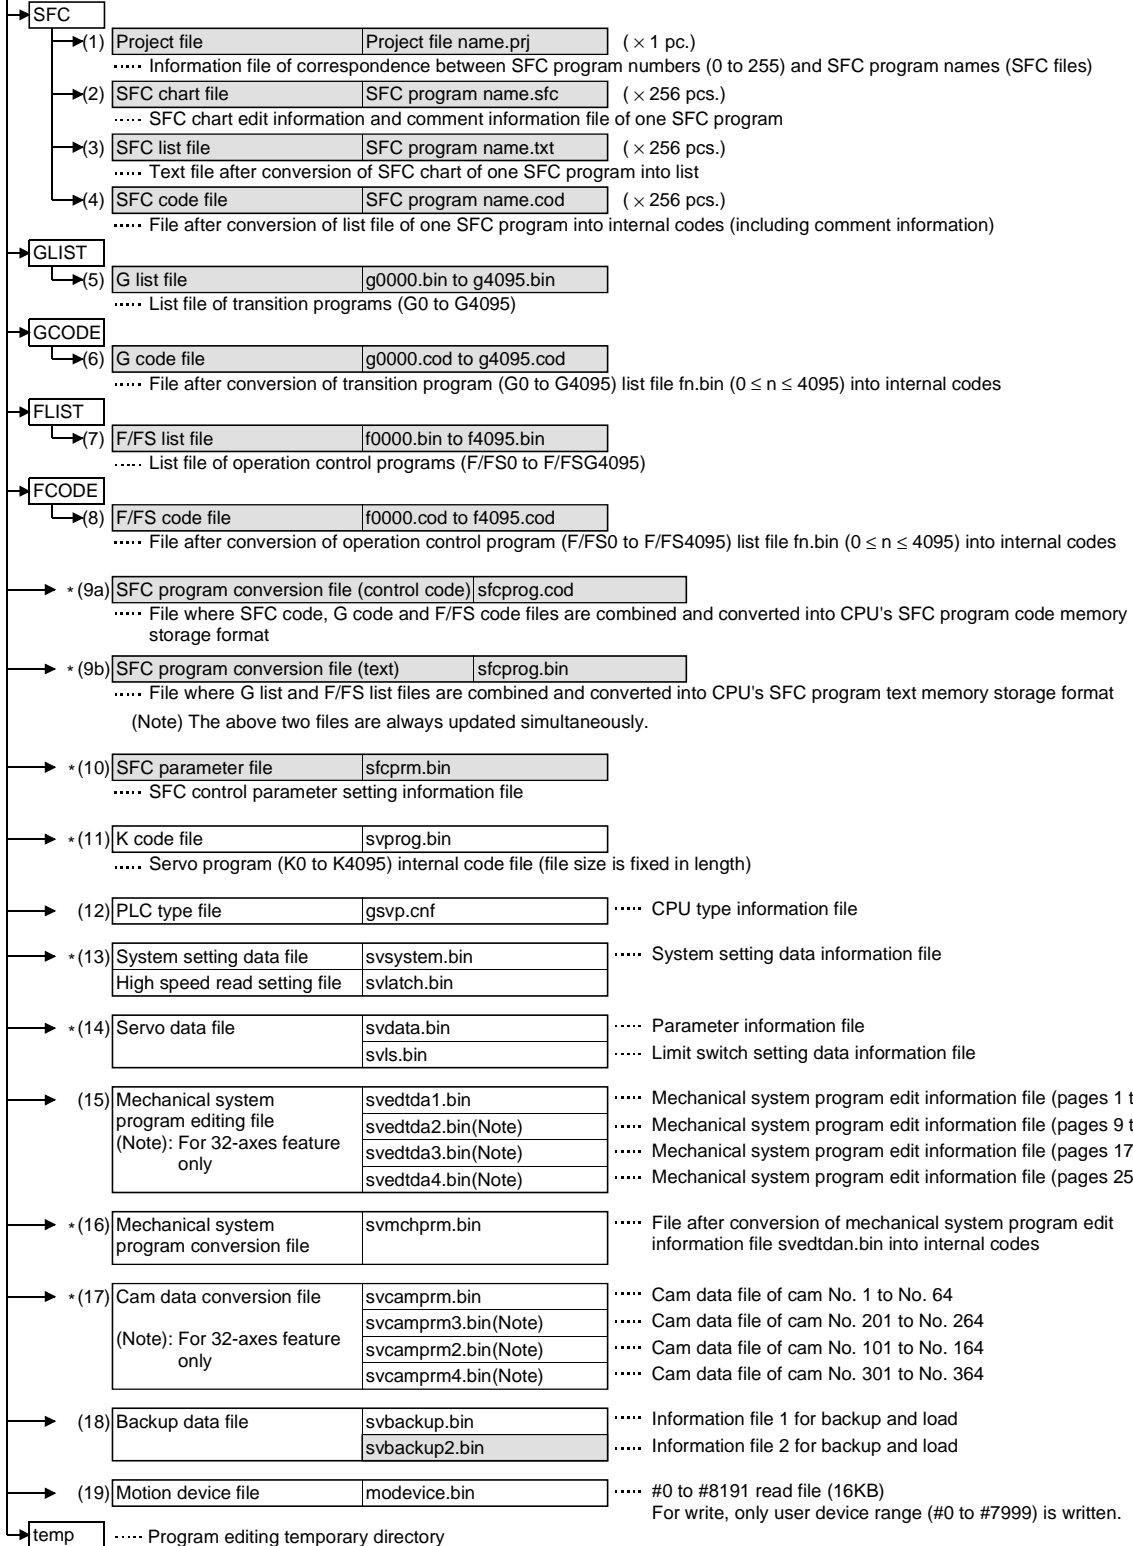 SFC
(1) Project file Project file name.prj ( × 1 pc.)
····· Information file of correspondence between SFC program numbers (0 to 255) and SFC program names (SFC files)
(2) SFC chart file SFC program name.sfc ( × 256 pcs.)
····· SFC chart edit information and comment information file of one SFC program
(3) SFC list file SFC program name.txt ( × 256 pcs.)
····· Text file after conversion of SFC chart of one SFC program into list
(4) SFC code file SFC program name.cod ( × 256 pcs.)
····· File after conversion of list file of one SFC program into internal codes (including comment information)
GLIST
(5) G list file g0000.bin to g4095.bin
····· List file of transition programs (G0 to G4095)
GCODE
(6) G code file g0000.cod to g4095.cod
····· File after conversion of transition program (G0 to G4095) list file fn.bin (0 ≤ n ≤ 4095) into internal codes
FLIST
(7) F/FS list file f0000.bin to f4095.bin
····· List file of operation control programs (F/FS0 to F/FSG4095)
FCODE
(8) F/FS code file f0000.cod to f4095.cod
····· File after conversion of operation control program (F/FS0 to F/FS4095) list file fn.bin (0 ≤ n ≤ 4095) into internal codes
* (9a) SFC program conversion file (control code) sfcprog.cod
····· File where SFC code, G code and F/FS code files are combined and converted into CPU's SFC program code memory
storage format
* (9b) SFC program conversion file (text) sfcprog.bin
····· File where G list and F/FS list files are combined and converted into CPU's SFC program text memory storage format
(Note) The above two files are always updated simultaneously.
* (10) SFC parameter file sfcprm.bin
····· SFC control parameter setting information file
* (11) K code file svprog.bin
····· Servo program (K0 to K4095) internal code file (file size is fixed in length)
(12) PLC type file gsvp.cnf ····· CPU type information file
* (13) System setting data file svsystem.bin ····· System setting data information file
High speed read setting file svlatch.bin
* (14) Servo data file svdata.bin ····· Parameter information file
svls.bin ····· Limit switch setting data information file
(15) Mechanical system svedtda1.bin ····· Mechanical system program edit information file (pages 1 t
program editing file svedtda2.bin(Note) ····· Mechanical system program edit information file (pages 9 t
(Note): For 32-axes feature svedtda3.bin(Note) ····· Mechanical system program edit information file (pages 17
only svedtda4.bin(Note) ····· Mechanical system program edit information file (pages 25
* (16) Mechanical system svmchprm.bin ····· File after conversion of mechanical system program edit
program conversion file information file svedtdan.bin into internal codes
* (17) Cam data conversion file svcamprm.bin ····· Cam data file of cam No. 1 to No. 64
svcamprm3.bin(Note) ····· Cam data file of cam No. 201 to No. 264
(Note): For 32-axes feature svcamprm2.bin(Note) ····· Cam data file of cam No. 101 to No. 164
only svcamprm4.bin(Note) ····· Cam data file of cam No. 301 to No. 364
(18) Backup data file svbackup.bin ····· Information file 1 for backup and load
svbackup2.bin ····· Information file 2 for backup and load
(19) Motion device file modevice.bin ····· #0 to #8191 read file (16KB)
For write, only user device range (#0 to #7999) is written.
temp ····· Program editing temporary directory